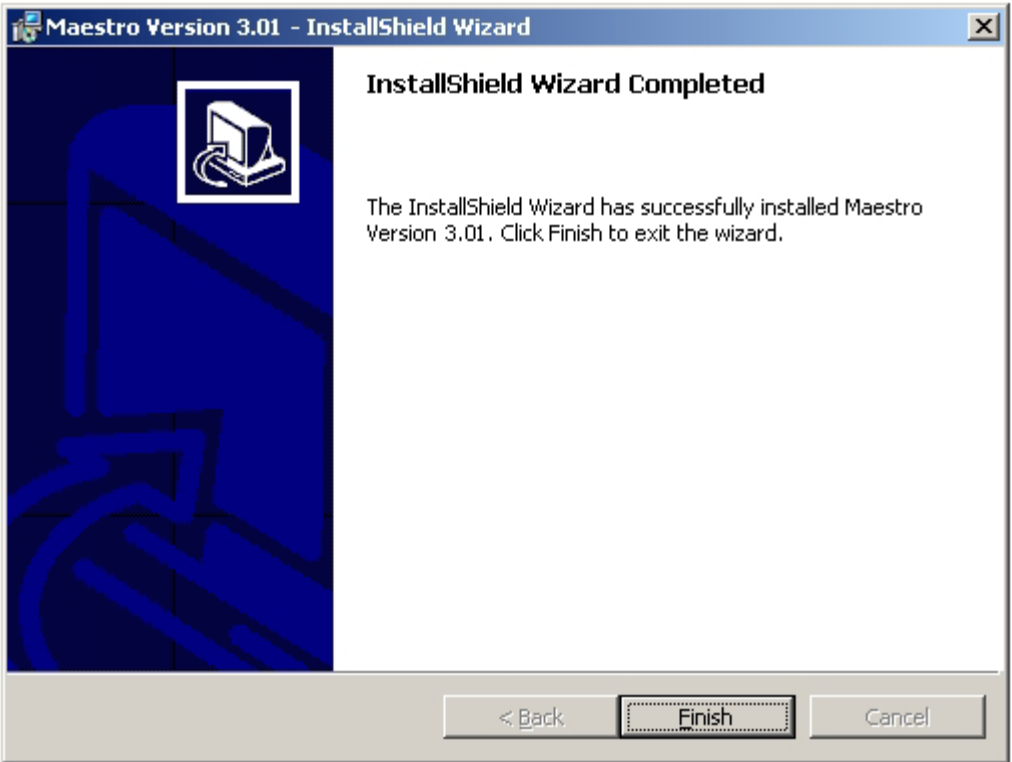 Maestro Version 3.01 - InstallShield Wizard
InstallShield Wizard Completed
The InstallShield Wizard has successfully installed Maestro
Version 3.01. Click Finish to exit the wizard.
< Back
Finish
Cancel